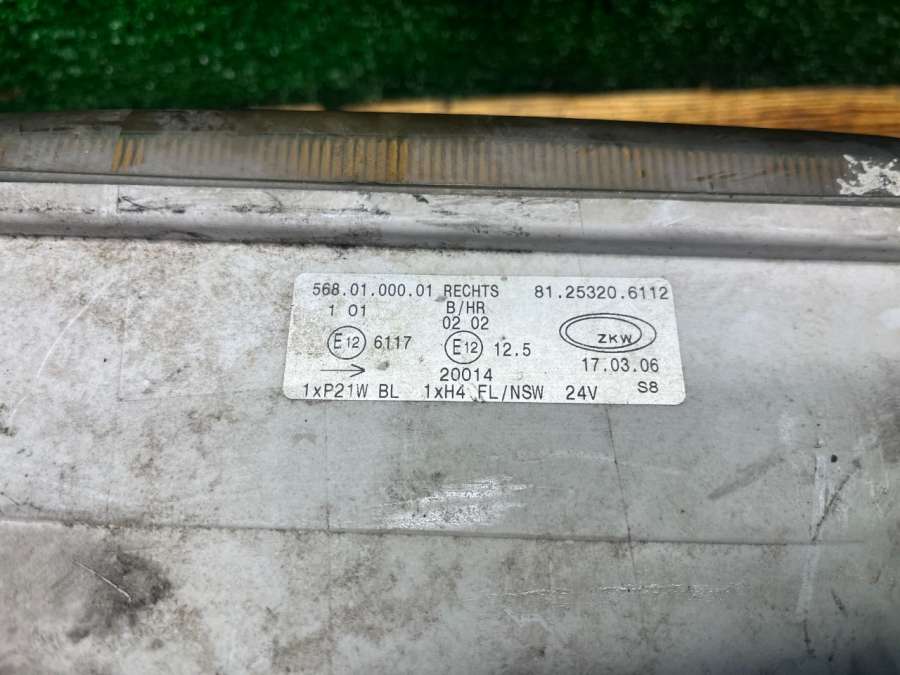 568.01.000.01 RECHTS 81.25320.6112
1 01 B/HR
02 02
E12 6117 E12 12.5 ZKW
20014 17.03.06
1xP21W BL 1xH4 FL/NSW 24V S8